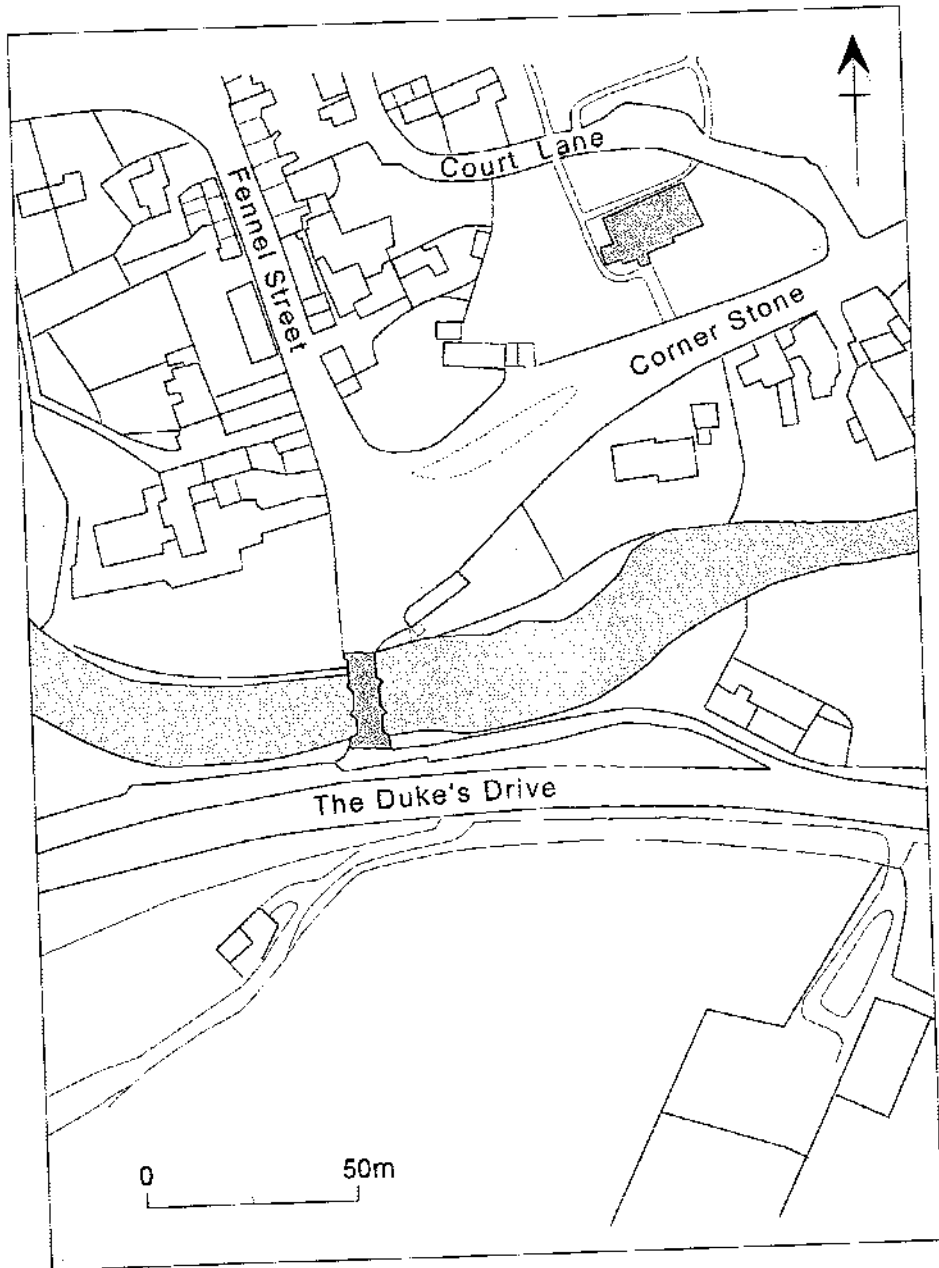 Court Lane
Fennel Street
Corner Stone
The Duke's Drive
0 50m